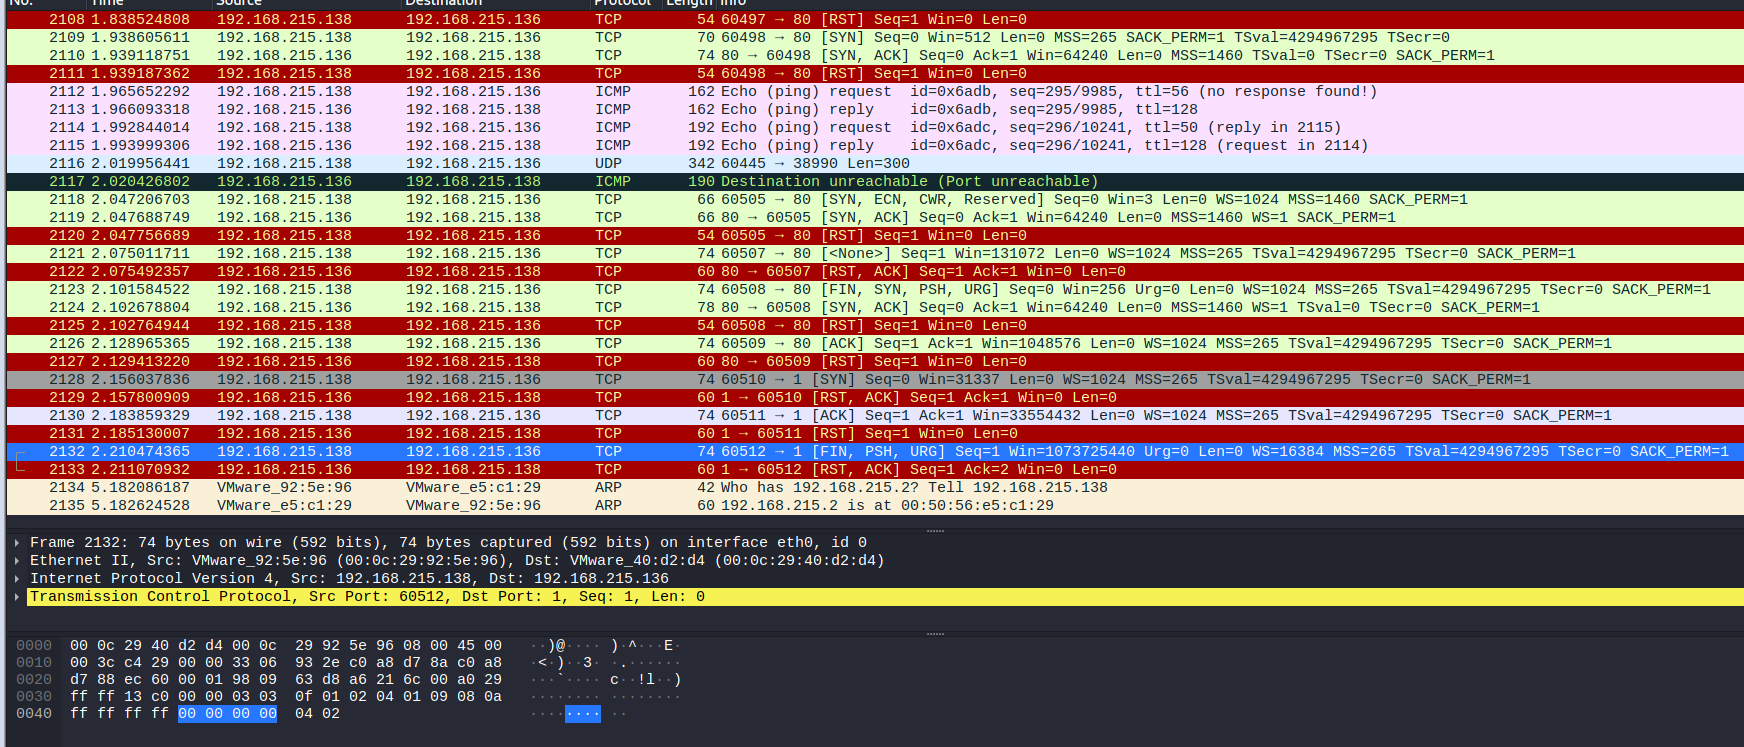 No. Time Source Destination Protocol Length Info
2108 1.838524808 192.168.215.138 192.168.215.136 TCP 54 60497 → 80 [RST] Seq=1 Win=0 Len=0
2109 1.938605611 192.168.215.138 192.168.215.136 TCP 70 60498 → 80 [SYN] Seq=0 Win=512 Len=0 MSS=265 SACK_PERM=1 TSval=4294967295 TSecr=0
2110 1.939118751 192.168.215.136 192.168.215.138 TCP 74 80 → 60498 [SYN, ACK] Seq=0 Ack=1 Win=64240 Len=0 MSS=1460 TSval=0 TSecr=0 SACK_PERM=1
2111 1.939187362 192.168.215.138 192.168.215.136 TCP 54 60498 → 80 [RST] Seq=1 Win=0 Len=0
2112 1.965652292 192.168.215.138 192.168.215.136 ICMP 162 Echo (ping) request id=0x6adb, seq=295/9985, ttl=56 (no response found!)
2113 1.966093318 192.168.215.136 192.168.215.138 ICMP 162 Echo (ping) reply id=0x6adb, seq=295/9985, ttl=128
2114 1.992844014 192.168.215.138 192.168.215.136 ICMP 192 Echo (ping) request id=0x6adc, seq=296/10241, ttl=50 (reply in 2115)
2115 1.993999306 192.168.215.136 192.168.215.138 ICMP 192 Echo (ping) reply id=0x6adc, seq=296/10241, ttl=128 (request in 2114)
2116 2.019956441 192.168.215.138 192.168.215.136 UDP 342 60445 → 38990 Len=300
2117 2.020426802 192.168.215.136 192.168.215.138 ICMP 190 Destination unreachable (Port unreachable)
2118 2.047206703 192.168.215.138 192.168.215.136 TCP 66 60505 → 80 [SYN, ECN, CWR, Reserved] Seq=0 Win=3 Len=0 WS=1024 MSS=1460 SACK_PERM=1
2119 2.047688749 192.168.215.136 192.168.215.138 TCP 66 80 → 60505 [SYN, ACK] Seq=0 Ack=1 Win=64240 Len=0 MSS=1460 WS=1 SACK_PERM=1
2120 2.047756689 192.168.215.138 192.168.215.136 TCP 54 60505 → 80 [RST] Seq=1 Win=0 Len=0
2121 2.075011711 192.168.215.138 192.168.215.136 TCP 74 60507 → 80 [<None>] Seq=1 Win=131072 Len=0 WS=1024 MSS=265 TSval=4294967295 TSecr=0 SACK_PERM=1
2122 2.075492357 192.168.215.136 192.168.215.138 TCP 60 80 → 60507 [RST, ACK] Seq=1 Ack=1 Win=0 Len=0
2123 2.101584522 192.168.215.138 192.168.215.136 TCP 74 60508 → 80 [FIN, SYN, PSH, URG] Seq=0 Win=256 Urg=0 Len=0 WS=1024 MSS=265 TSval=4294967295 TSecr=0 SACK_PERM=1
2124 2.102678804 192.168.215.136 192.168.215.138 TCP 78 80 → 60508 [SYN, ACK] Seq=0 Ack=1 Win=64240 Len=0 MSS=1460 WS=1 TSval=0 TSecr=0 SACK_PERM=1
2125 2.102764944 192.168.215.138 192.168.215.136 TCP 54 60508 → 80 [RST] Seq=1 Win=0 Len=0
2126 2.128965365 192.168.215.138 192.168.215.136 TCP 74 60509 → 80 [ACK] Seq=1 Ack=1 Win=1048576 Len=0 WS=1024 MSS=265 TSval=4294967295 TSecr=0 SACK_PERM=1
2127 2.129413220 192.168.215.136 192.168.215.138 TCP 60 80 → 60509 [RST] Seq=1 Win=0 Len=0
2128 2.156037836 192.168.215.138 192.168.215.136 TCP 74 60510 → 1 [SYN] Seq=0 Win=31337 Len=0 WS=1024 MSS=265 TSval=4294967295 TSecr=0 SACK_PERM=1
2129 2.157800909 192.168.215.136 192.168.215.138 TCP 60 1 → 60510 [RST, ACK] Seq=1 Ack=1 Win=0 Len=0
2130 2.183859329 192.168.215.138 192.168.215.136 TCP 74 60511 → 1 [ACK] Seq=1 Ack=1 Win=33554432 Len=0 WS=1024 MSS=265 TSval=4294967295 TSecr=0 SACK_PERM=1
2131 2.185130007 192.168.215.136 192.168.215.138 TCP 60 1 → 60511 [RST] Seq=1 Win=0 Len=0
2132 2.210474365 192.168.215.138 192.168.215.136 TCP 74 60512 → 1 [FIN, PSH, URG] Seq=1 Win=1073725440 Urg=0 Len=0 WS=16384 MSS=265 TSval=4294967295 TSecr=0 SACK_PERM=1
2133 2.211070932 192.168.215.136 192.168.215.138 TCP 60 1 → 60512 [RST, ACK] Seq=1 Ack=2 Win=0 Len=0
2134 5.182086187 VMware_92:5e:96 VMware_e5:c1:29 ARP 42 Who has 192.168.215.2? Tell 192.168.215.138
2135 5.182624528 VMware_e5:c1:29 VMware_92:5e:96 ARP 60 192.168.215.2 is at 00:50:56:e5:c1:29
Frame 2132: 74 bytes on wire (592 bits), 74 bytes captured (592 bits) on interface eth0, id 0
Ethernet II, Src: VMware_92:5e:96 (00:0c:29:92:5e:96), Dst: VMware_40:d2:d4 (00:0c:29:40:d2:d4)
Internet Protocol Version 4, Src: 192.168.215.138, Dst: 192.168.215.136
Transmission Control Protocol, Src Port: 60512, Dst Port: 1, Seq: 1, Len: 0
0000 00 0c 29 40 d2 d4 00 0c 29 92 5e 96 08 00 45 00 ··)@···· )·^···E·
0010 00 3c c4 29 00 00 33 06 93 2e c0 a8 d7 8a c0 a8 ·<·)··3· ·.······
0020 d7 88 ec 60 00 01 98 09 63 d8 a6 21 6c 00 a0 29 ···`···· c··!l··)
0030 ff ff 13 c0 00 00 03 03 0f 01 02 04 01 09 08 0a ········ ········
0040 ff ff ff ff 00 00 00 00 04 02 ········ ··